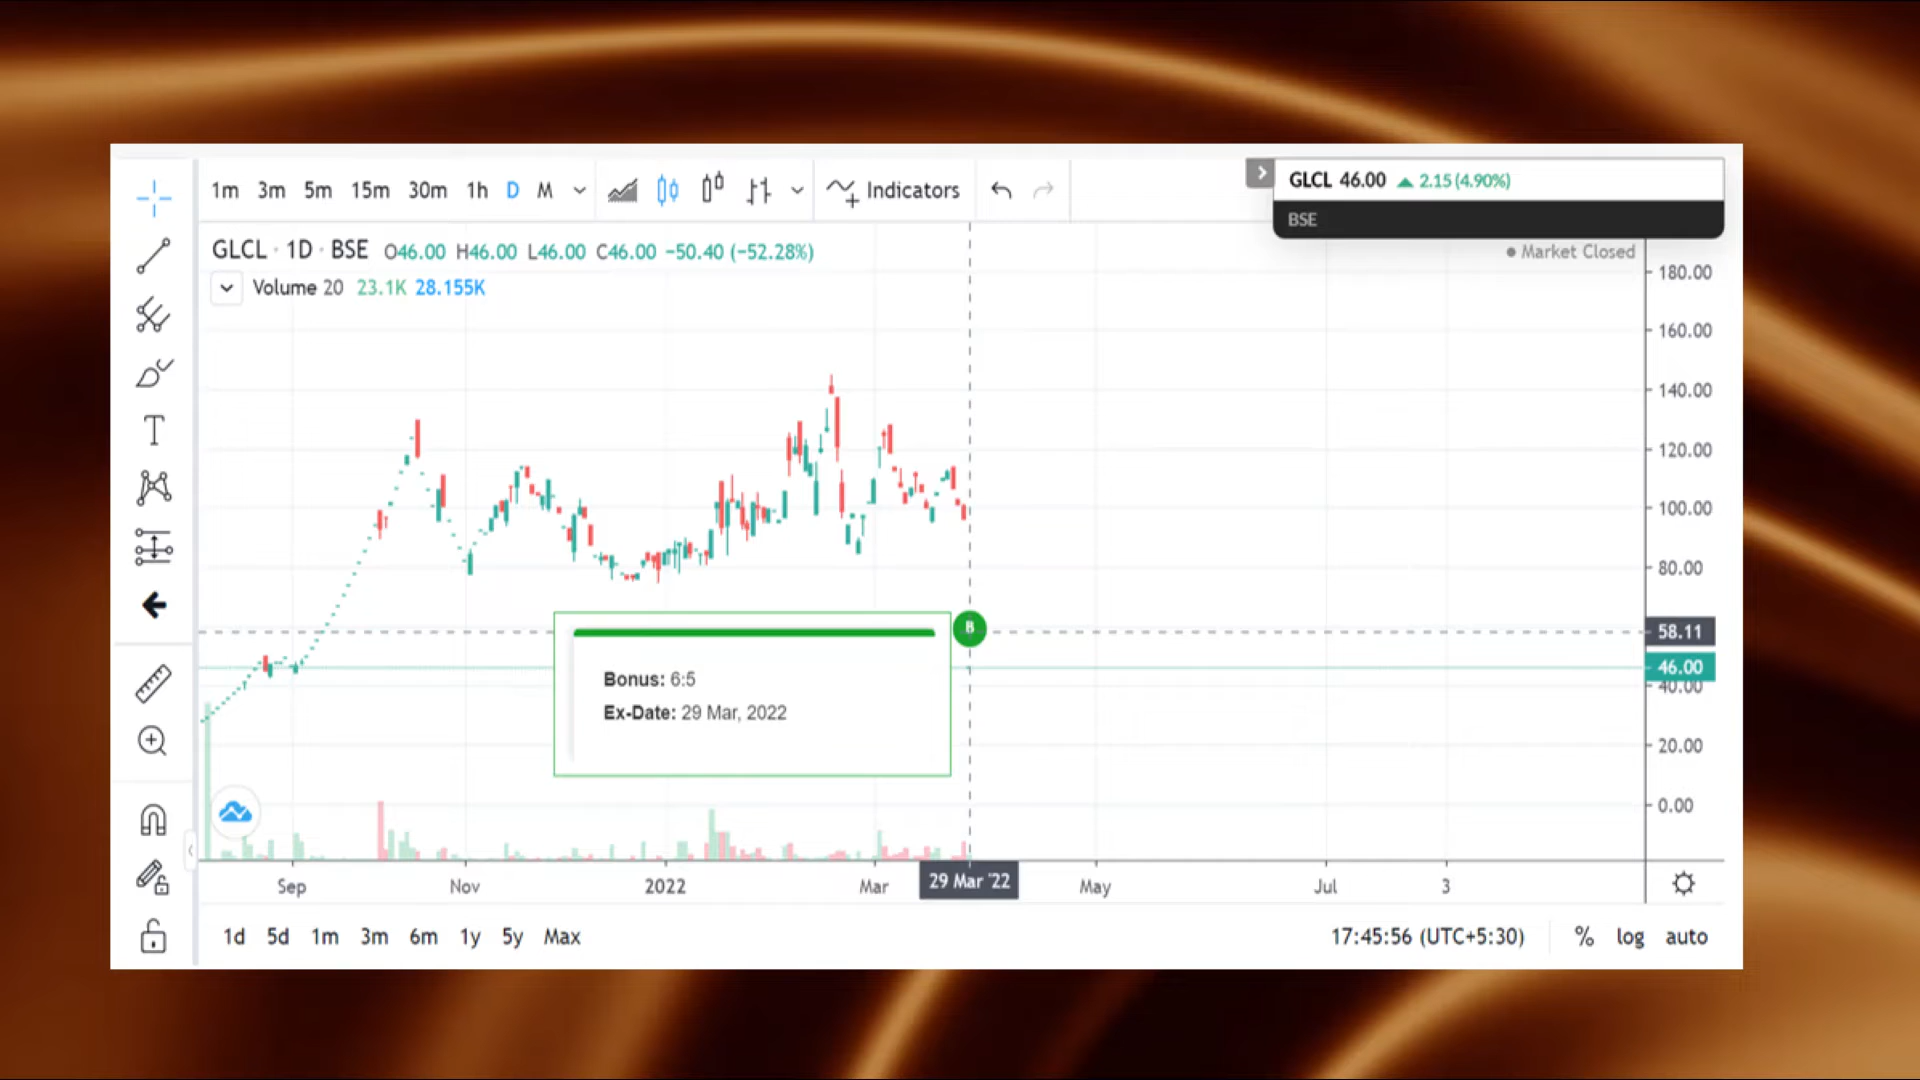 1m 3m 5m 15m 30m 1h D M Indicators
GLCL 46.00 ▲ 2.15 (4.90%)
BSE
GLCL · 1D · BSE O46.00 H46.00 L46.00 C46.00 −50.40 (−52.28%)
Market Closed
Volume 20 23.1K 28.155K
180.00
160.00
140.00
120.00
100.00
80.00
58.11
46.00
40.00
20.00
0.00
B
Bonus: 6:5
Ex-Date: 29 Mar, 2022
Sep Nov 2022 Mar 29 Mar '22 May Jul 3
1d 5d 1m 3m 6m 1y 5y Max 17:45:56 (UTC+5:30) % log auto